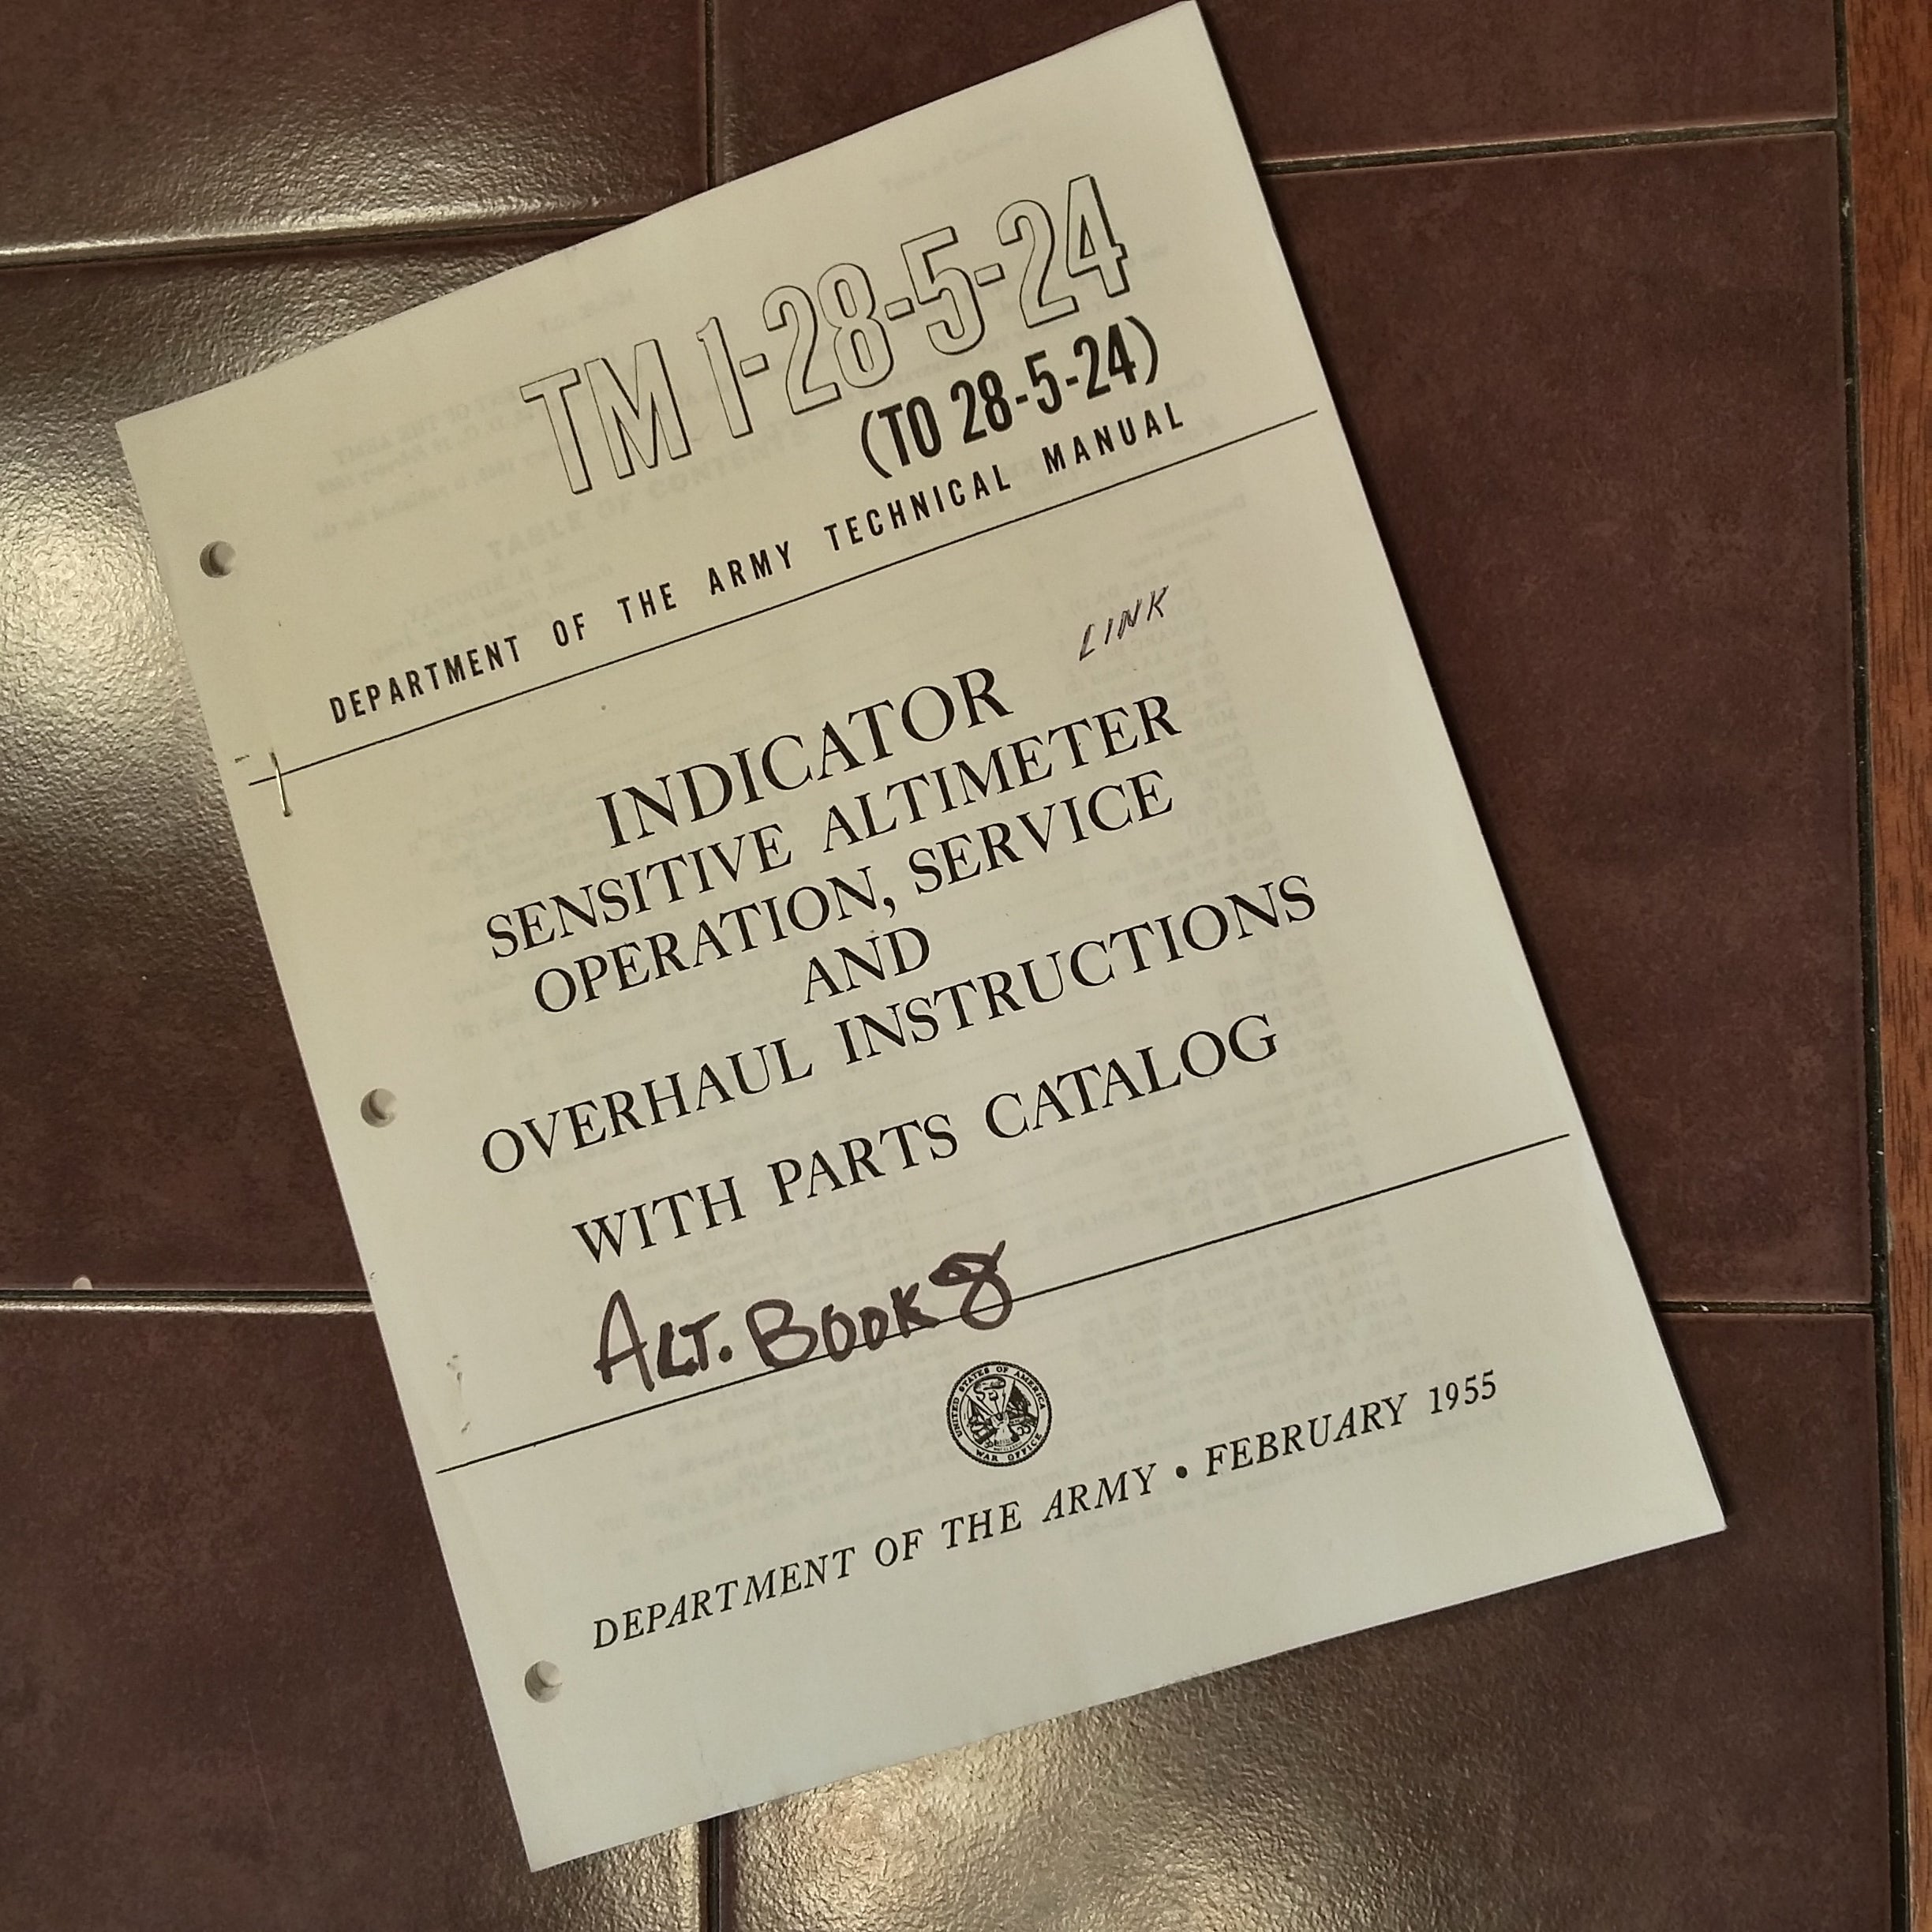 TM 1-28-5-24
(TO 28-5-24)
DEPARTMENT OF THE ARMY TECHNICAL MANUAL
LINK
INDICATOR
SENSITIVE ALTIMETER
OPERATION, SERVICE
AND
OVERHAUL INSTRUCTIONS
WITH PARTS CATALOG
ALT. BOOK 8
UNITED STATES OF AMERICA
WAR OFFICE
DEPARTMENT OF THE ARMY • FEBRUARY 1955